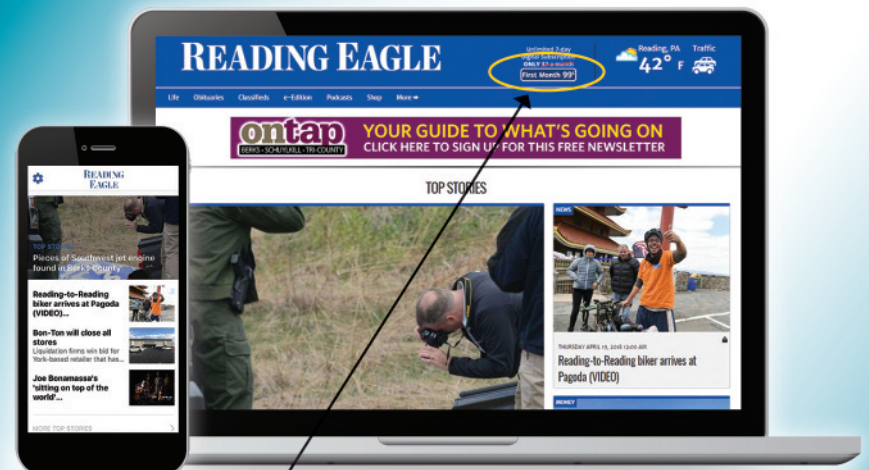 READING EAGLE
Unlimited 7-day
Digital Subscription
ONLY $7 a month
First Month 99¢
Reading, PA
42° F
Traffic
Life Obituaries Classifieds e-Edition Podcasts Shop More
ontap
BERKS • SCHUYLKILL • TRI-COUNTY
YOUR GUIDE TO WHAT'S GOING ON
CLICK HERE TO SIGN UP FOR THIS FREE NEWSLETTER
TOP STORIES
NEWS
THURSDAY APRIL 19, 2018 12:00 AM
Reading-to-Reading biker arrives at
Pagoda (VIDEO)
MONEY
READING
EAGLE
TOP STORIES
Pieces of Southwest jet engine
found in Berks County
Reading-to-Reading
biker arrives at Pagoda
(VIDEO)...
Bon-Ton will close all
stores
Liquidation firms win bid for
York-based retailer that has...
Joe Bonamassa's
'sitting on top of the
world'...
MORE TOP STORIES